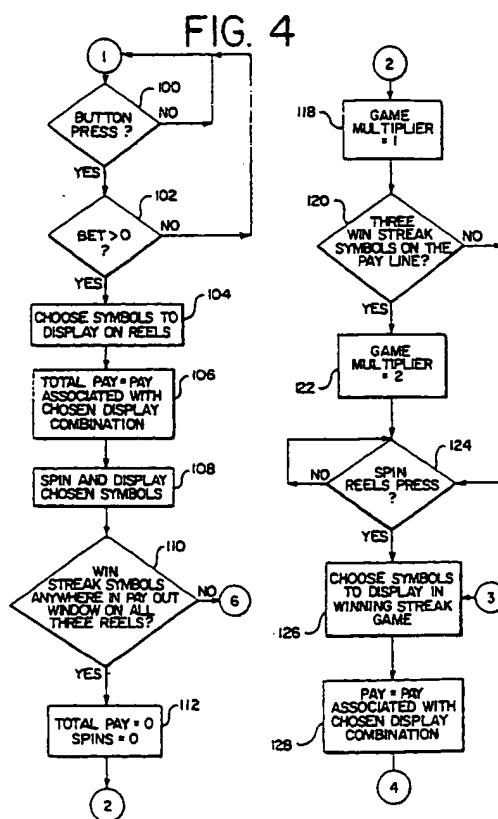 FIG. 4
1
100
BUTTON
PRESS ?
NO
YES
102
BET > 0
?
NO
YES
104
CHOOSE SYMBOLS TO
DISPLAY ON REELS
106
TOTAL PAY = PAY
ASSOCIATED WITH
CHOSEN DISPLAY
COMBINATION
108
SPIN AND DISPLAY
CHOSEN SYMBOLS
110
WIN
STREAK SYMBOLS
ANYWHERE IN PAY OUT
WINDOW ON ALL
THREE REELS?
NO
6
YES
112
TOTAL PAY = 0
SPINS = 0
2
2
118
GAME
MULTIPLIER
= 1
120
THREE
WIN STREAK
SYMBOLS ON THE
PAY LINE?
NO
YES
GAME
MULTIPLIER
= 2
122
124
SPIN
REELS PRESS
?
NO
YES
CHOOSE SYMBOLS
TO DISPLAY IN
WINNING STREAK
GAME
126
3
PAY = PAY
ASSOCIATED WITH
CHOSEN DISPLAY
COMBINATION
128
4